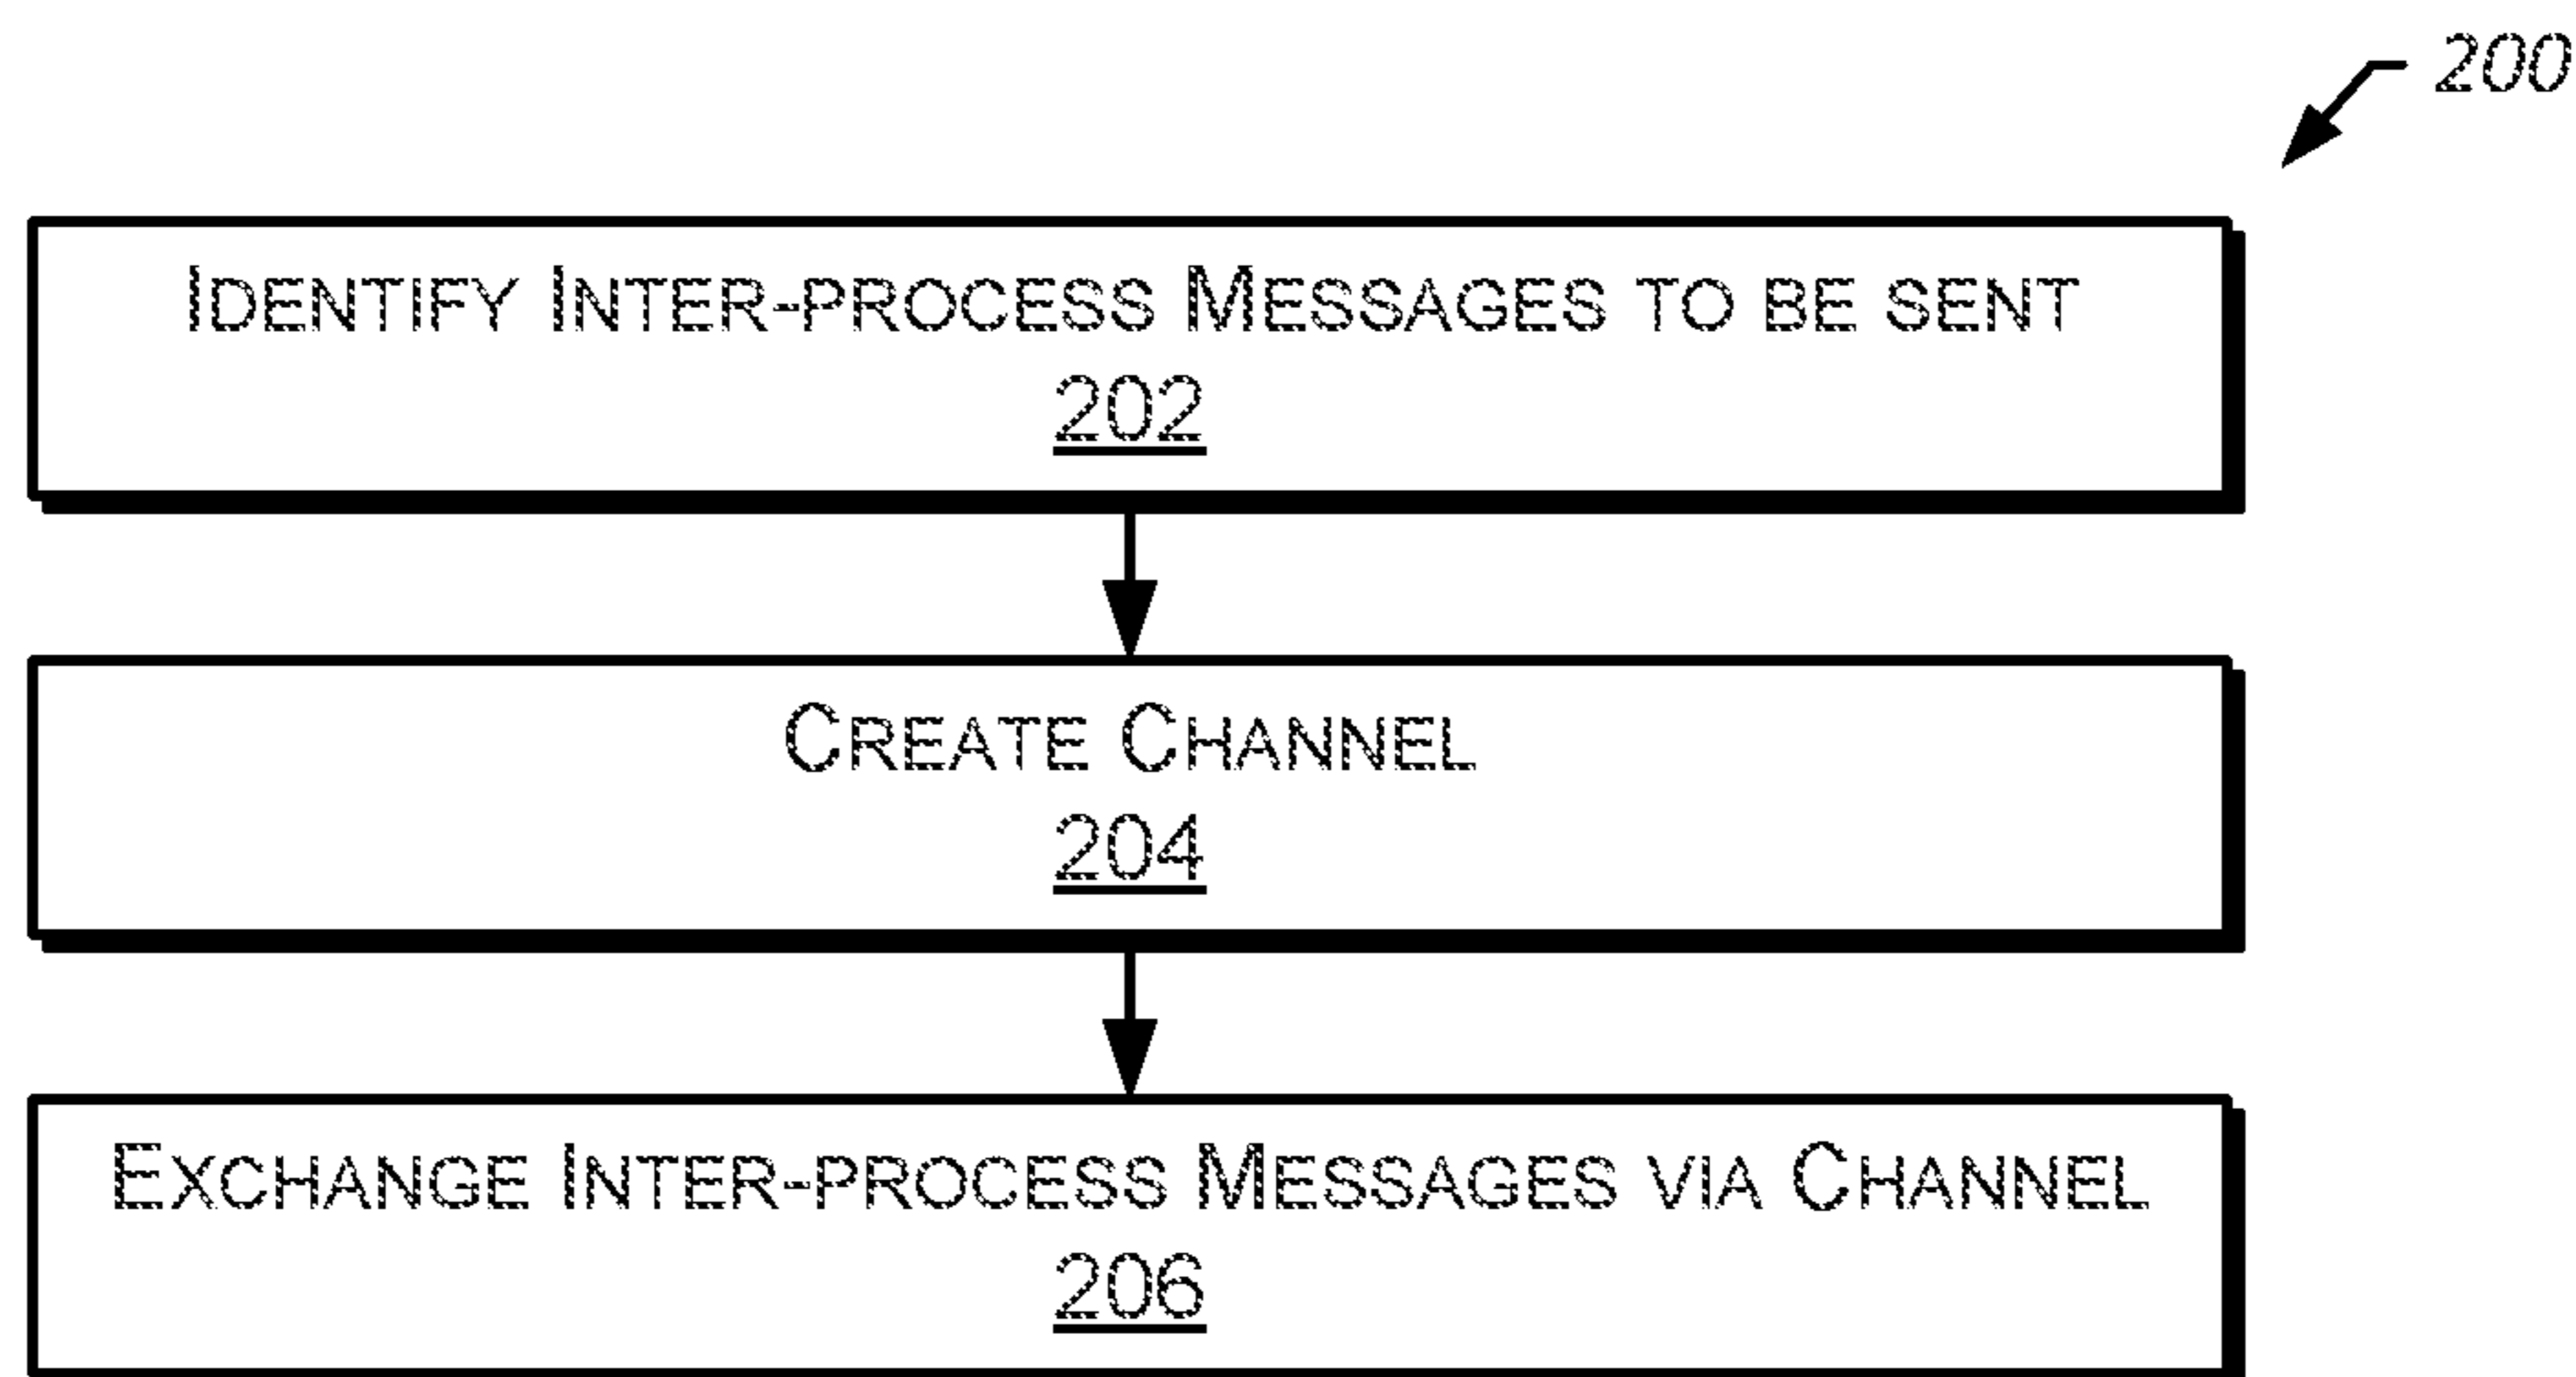 200
IDENTIFY INTER-PROCESS MESSAGES TO BE SENT
202
CREATE CHANNEL
204
EXCHANGE INTER-PROCESS MESSAGES VIA CHANNEL
206